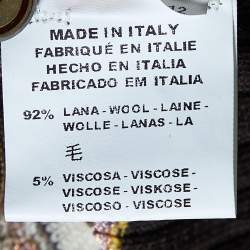 12
MADE IN ITALY
FABRIQUÉ EN ITALIE
HECHO EN ITALIA
FABRICADO EM ITALIA
92% LANA - WOOL - LAINE -
WOLLE - LANAS - LA
毛
5% VISCOSA - VISCOSE -
VISCOSE - VISKOSE -
VISCOSO - VISCOSE